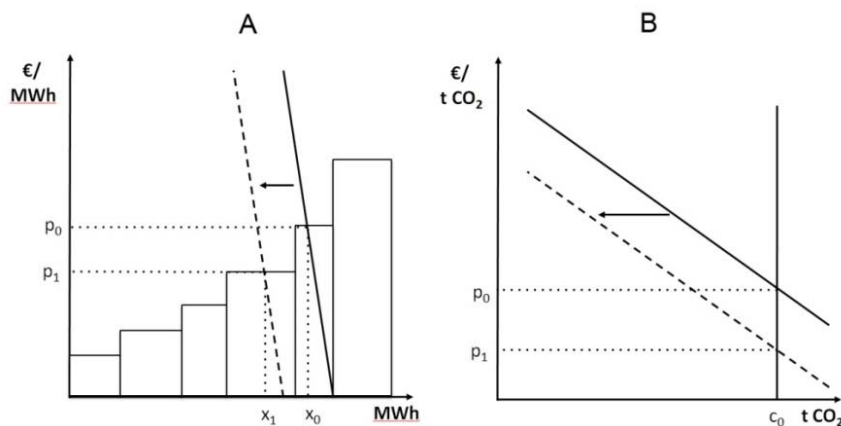 A
€/
MWh
p₀
p₁
x₁
x₀
MWh
B
€/
t CO₂
p₀
p₁
c₀
t CO₂